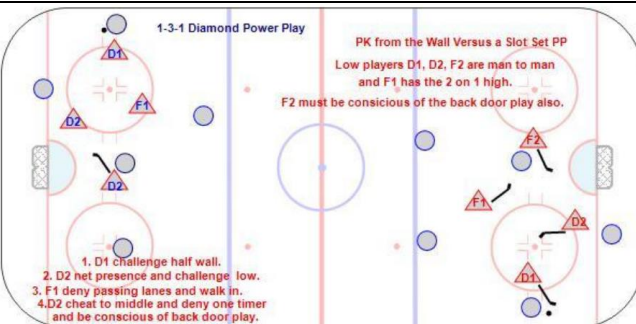 1-3-1 Diamond Power Play
PK from the Wall Versus a Slot Set PP
Low players D1, D2, F2 are man to man
and F1 has the 2 on 1 high.
F2 must be consicious of the back door play also.
D1
F1
D2
D2
F2
F1
D2
D1
1. D1 challenge half wall.
2. D2 net presence and challenge low.
3. F1 deny passing lanes and walk in.
4.D2 cheat to middle and deny one timer
and be conscious of back door play.